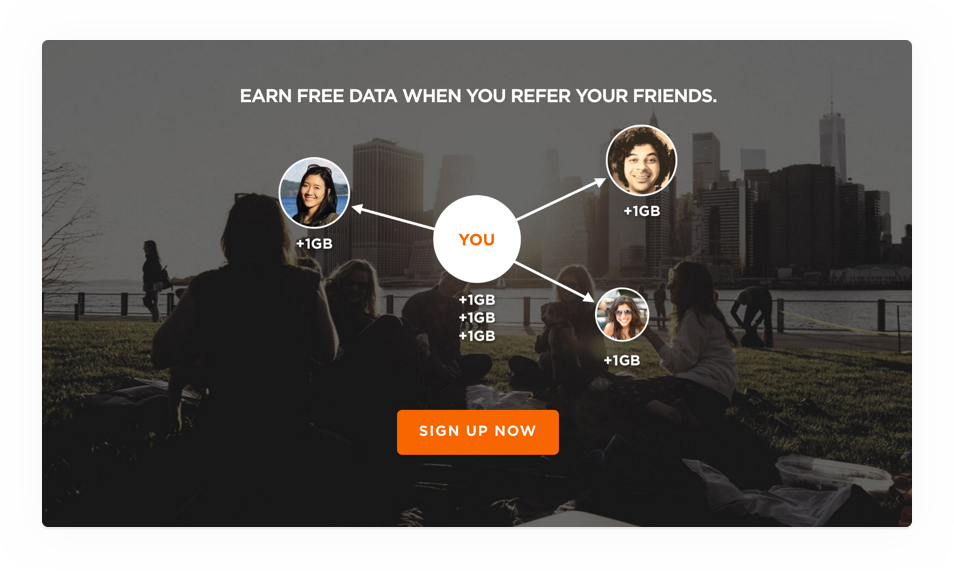 EARN FREE DATA WHEN YOU REFER YOUR FRIENDS.
+1GB
+1GB
YOU
+1GB
+1GB
+1GB
+1GB
SIGN UP NOW